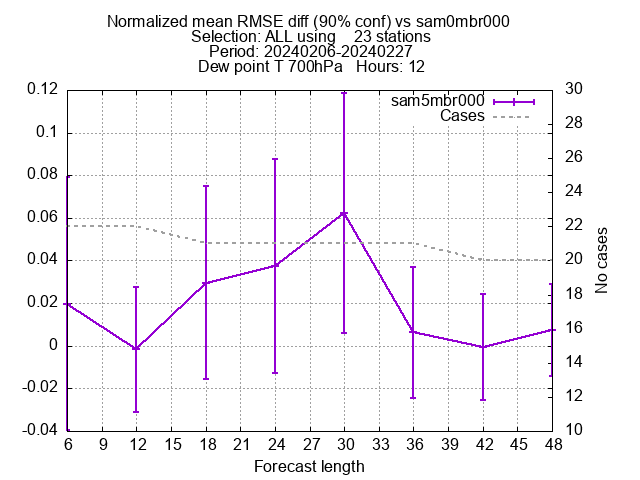 Normalized mean RMSE diff (90% conf) vs sam0mbr000
Selection: ALL using    23 stations
Period: 20240206-20240227
Dew point T 700hPa   Hours: 12
sam5mbr000
Cases
0.12
0.1
0.08
0.06
0.04
0.02
0
-0.02
-0.04
30
28
26
24
22
20
18
16
14
12
10
No cases
6 9 12 15 18 21 24 27 30 33 36 39 42 45 48
Forecast length